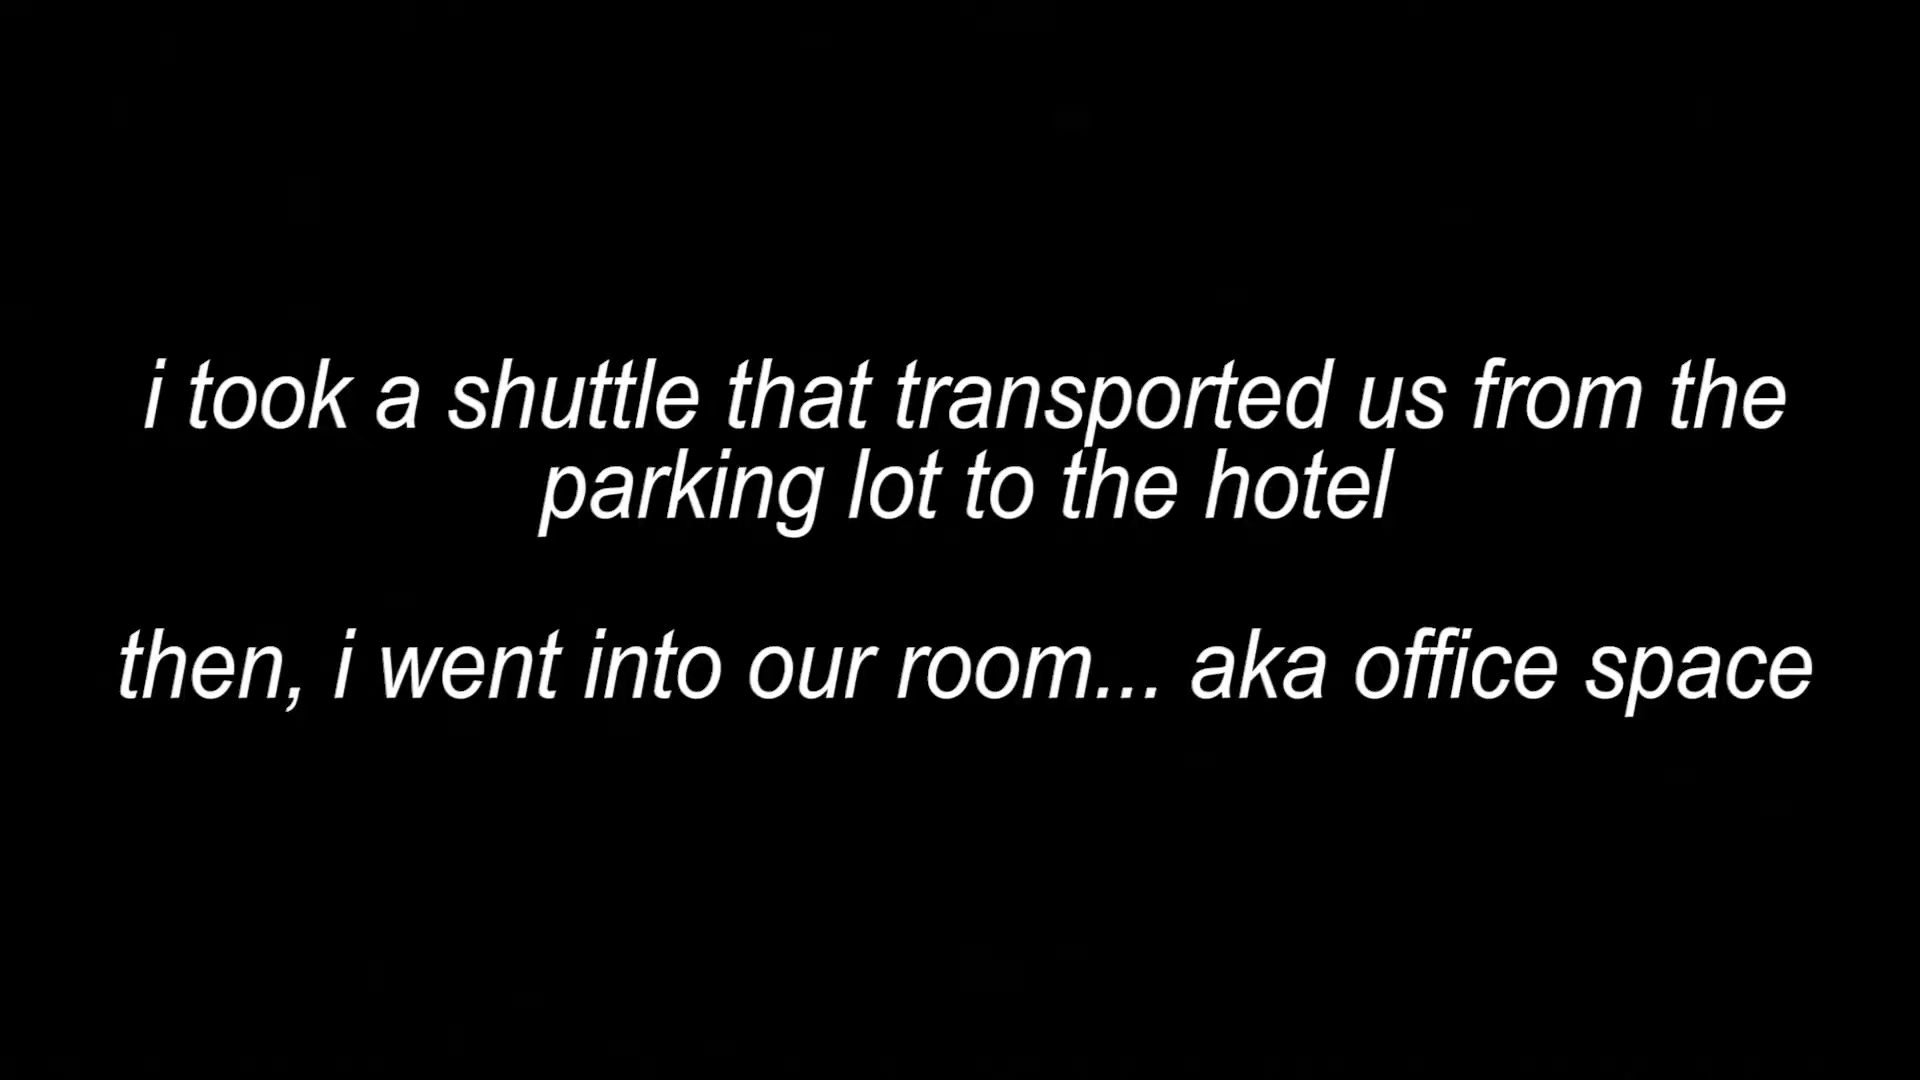 i took a shuttle that transported us from the
parking lot to the hotel
then, i went into our room... aka office space